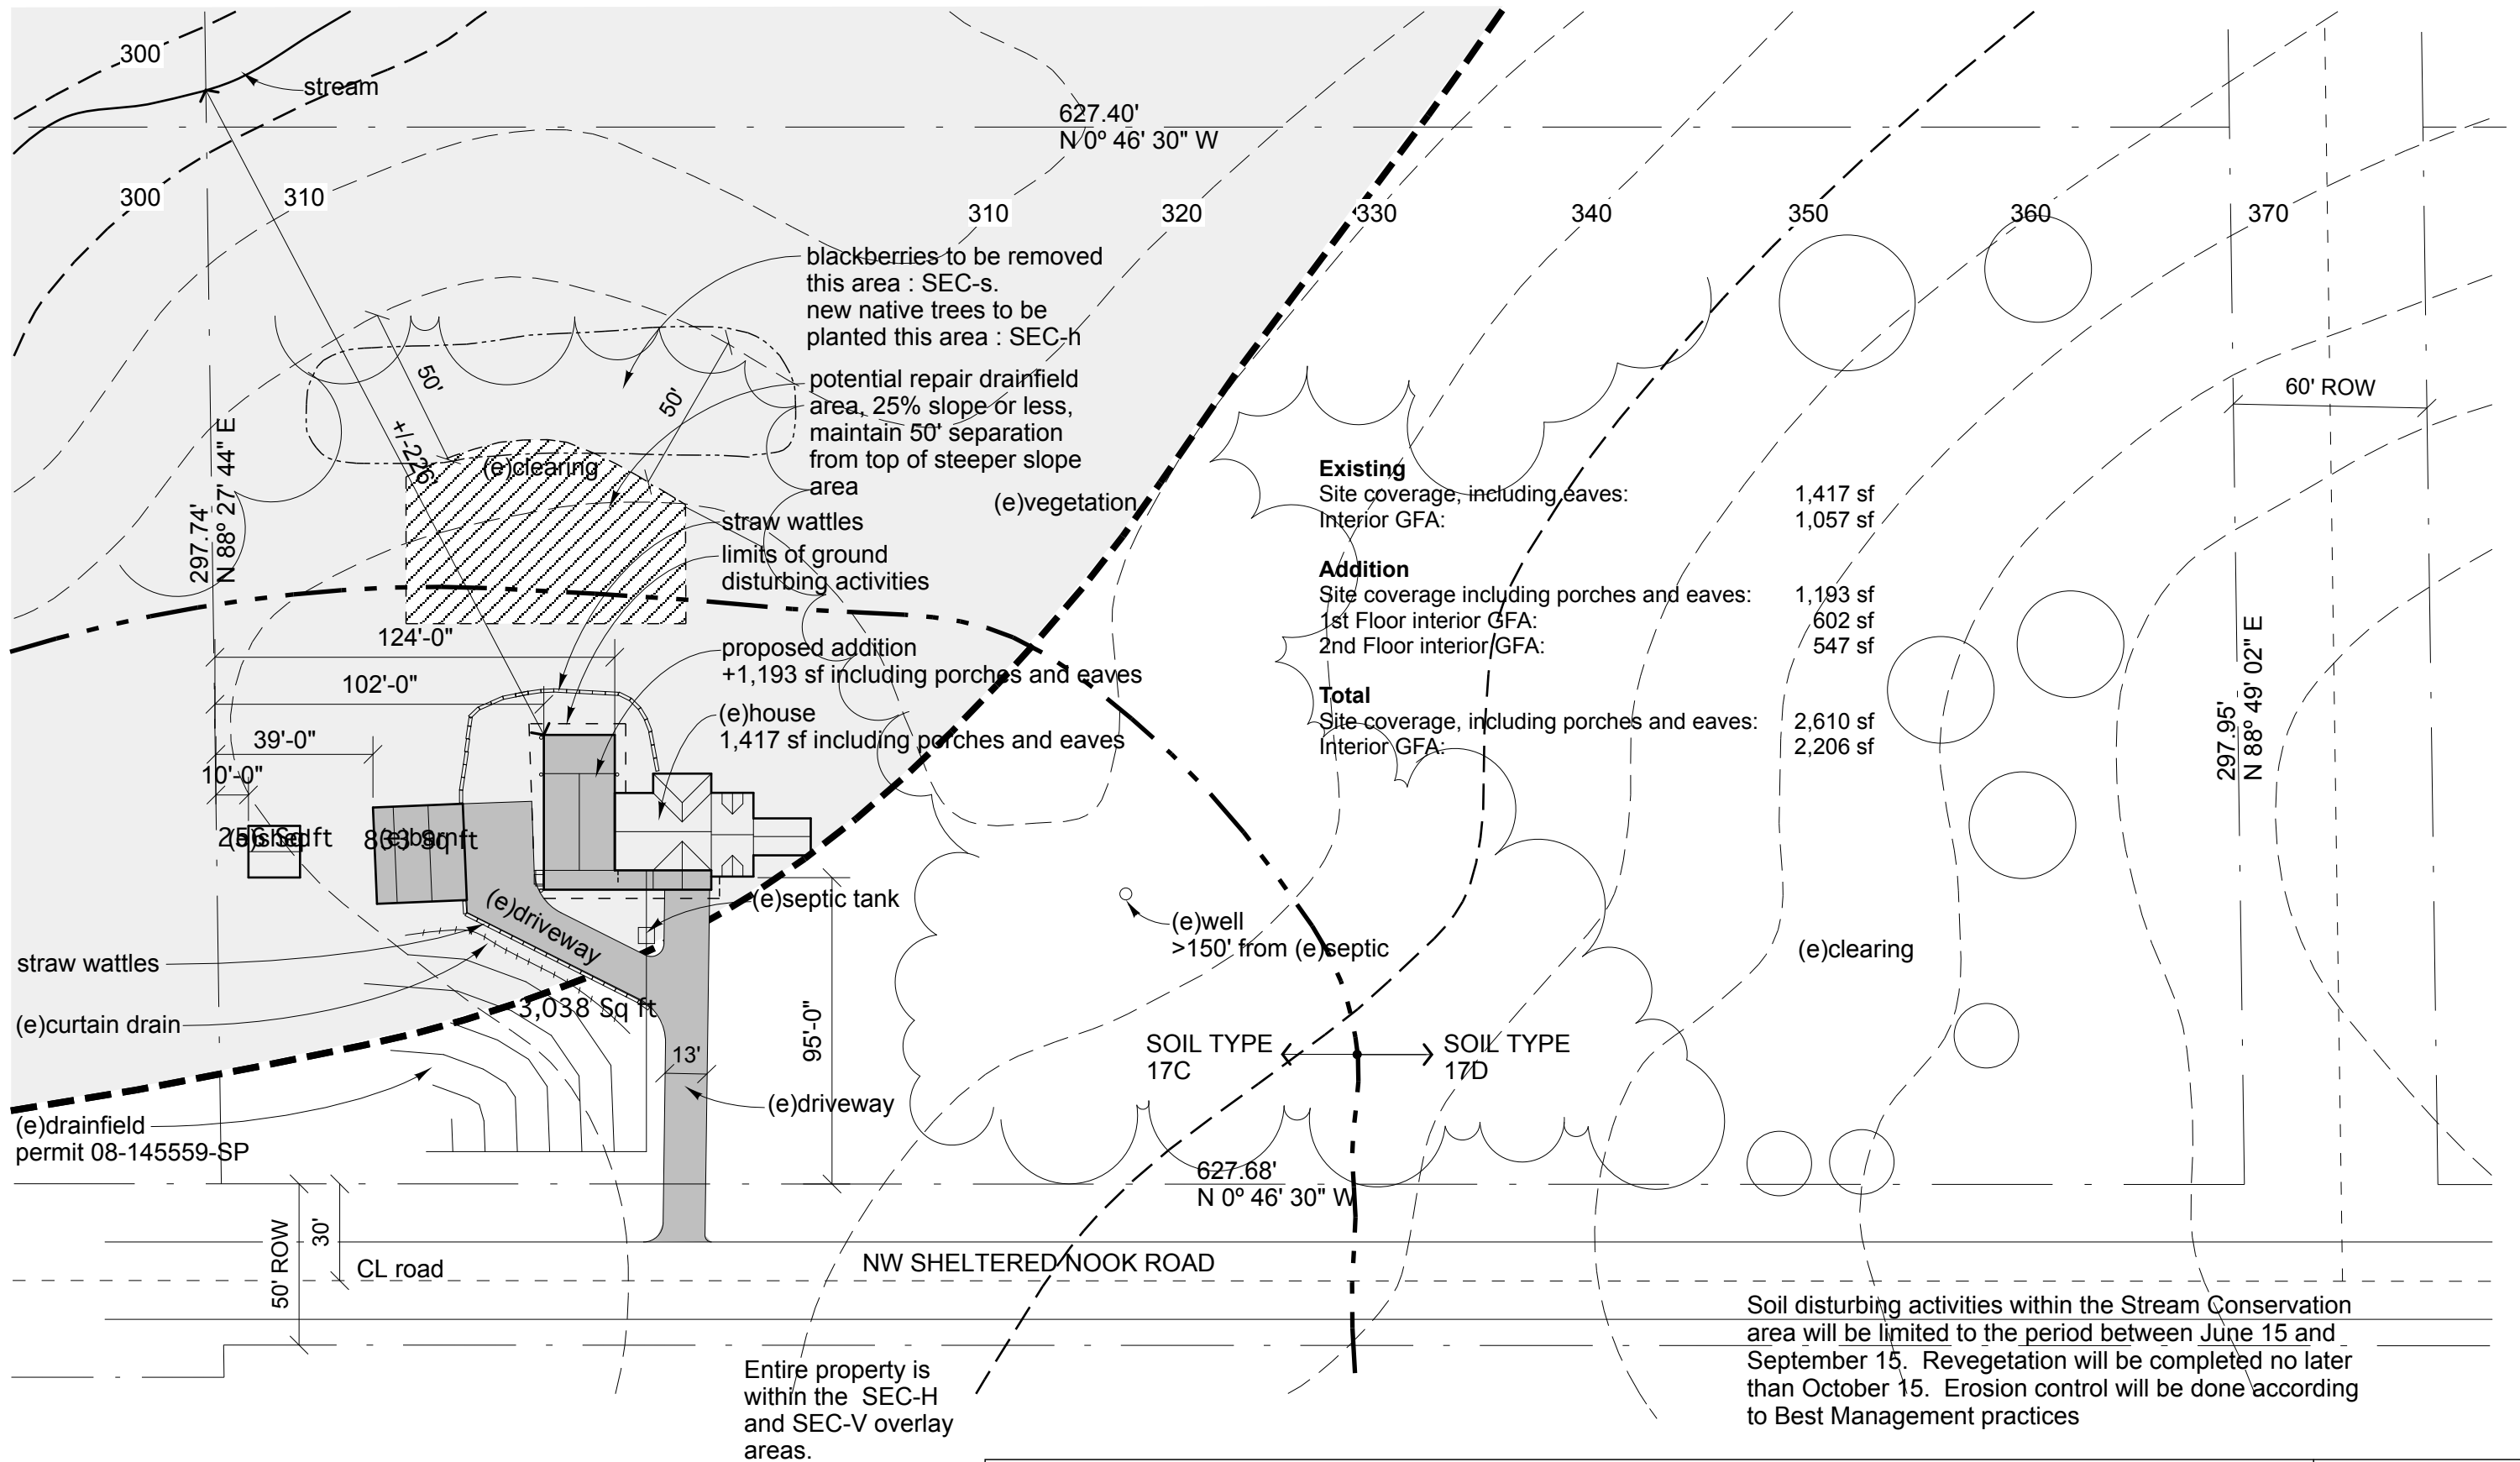 300
stream
627.40'
N 0º 46' 30" W
300
310
310
320
330
340
350
360
370
blackberries to be removed
this area : SEC-s.
new native trees to be
planted this area : SEC-h
50'
50'
+/-226'
potential repair drainfield
area, 25% slope or less,
maintain 50' separation
from top of steeper slope
area
60' ROW
(e)clearing
(e)vegetation
297.74'
N 88º 27' 44" E
straw wattles
limits of ground
disturbing activities
Existing
Site coverage, including eaves: 1,417 sf
Interior GFA: 1,057 sf
Addition
Site coverage including porches and eaves: 1,193 sf
1st Floor interior GFA: 602 sf
2nd Floor interior GFA: 547 sf
Total
Site coverage, including porches and eaves: 2,610 sf
Interior GFA: 2,206 sf
124'-0"
102'-0"
39'-0"
10'-0"
proposed addition
+1,193 sf including porches and eaves
(e)house
1,417 sf including porches and eaves
297.95'
N 88º 49' 02" E
256 Sq ft
(e)shed
833 Sq ft
(e)barn
(e)driveway
(e)septic tank
(e)well
>150' from (e)septic
(e)clearing
straw wattles
(e)curtain drain
3,038 Sq ft
95'-0"
13'
SOIL TYPE
17C
SOIL TYPE
17D
(e)driveway
(e)drainfield
permit 08-145559-SP
627.68'
N 0º 46' 30" W
50' ROW
30'
CL road
NW SHELTERED NOOK ROAD
Entire property is
within the SEC-H
and SEC-V overlay
areas.
Soil disturbing activities within the Stream Conservation
area will be limited to the period between June 15 and
September 15. Revegetation will be completed no later
than October 15. Erosion control will be done according
to Best Management practices